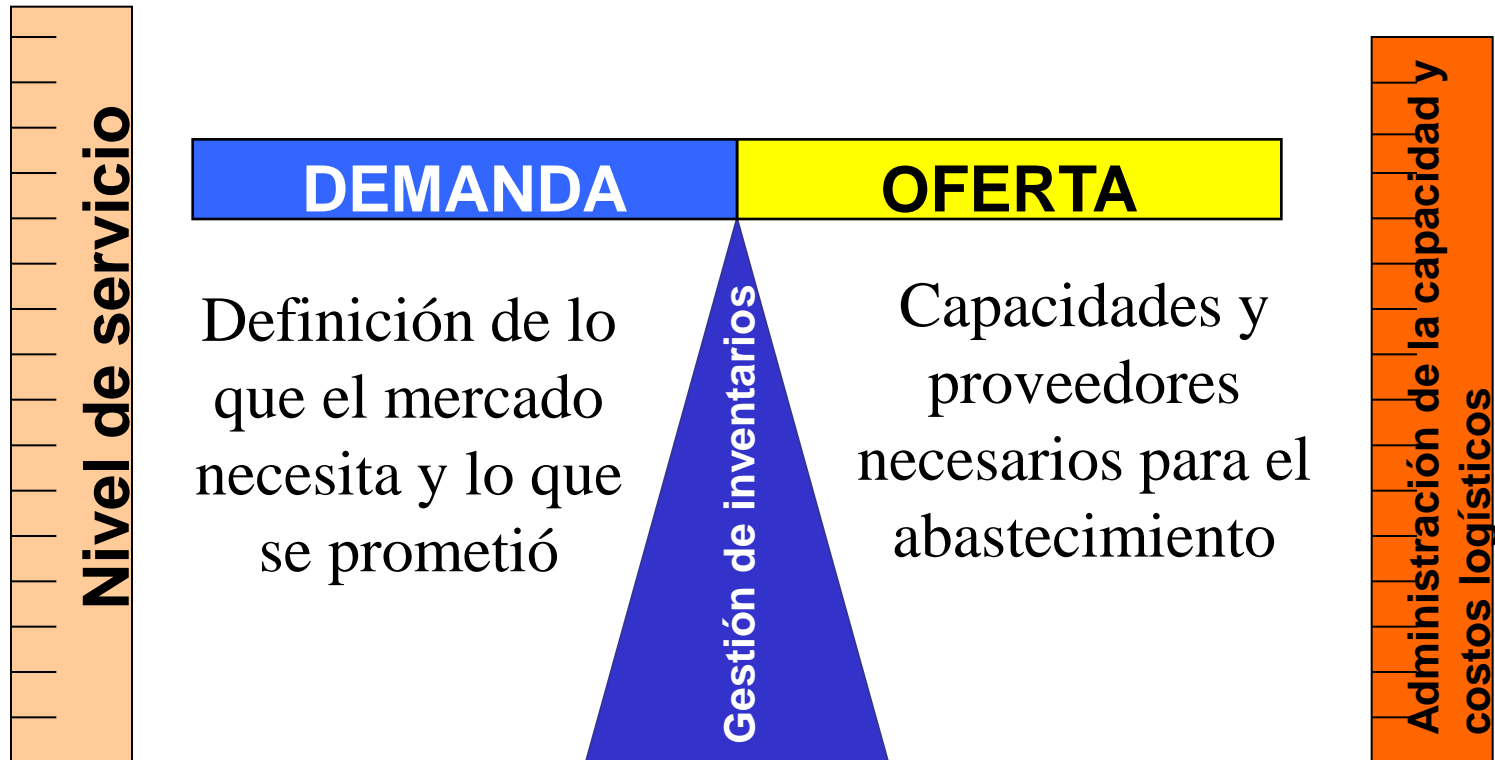 Nivel de servicio
DEMANDA
OFERTA
Definición de lo
que el mercado
necesita y lo que
se prometió
Gestión de inventarios
Capacidades y
proveedores
necesarios para el
abastecimiento
Administración de la capacidad y
costos logísticos